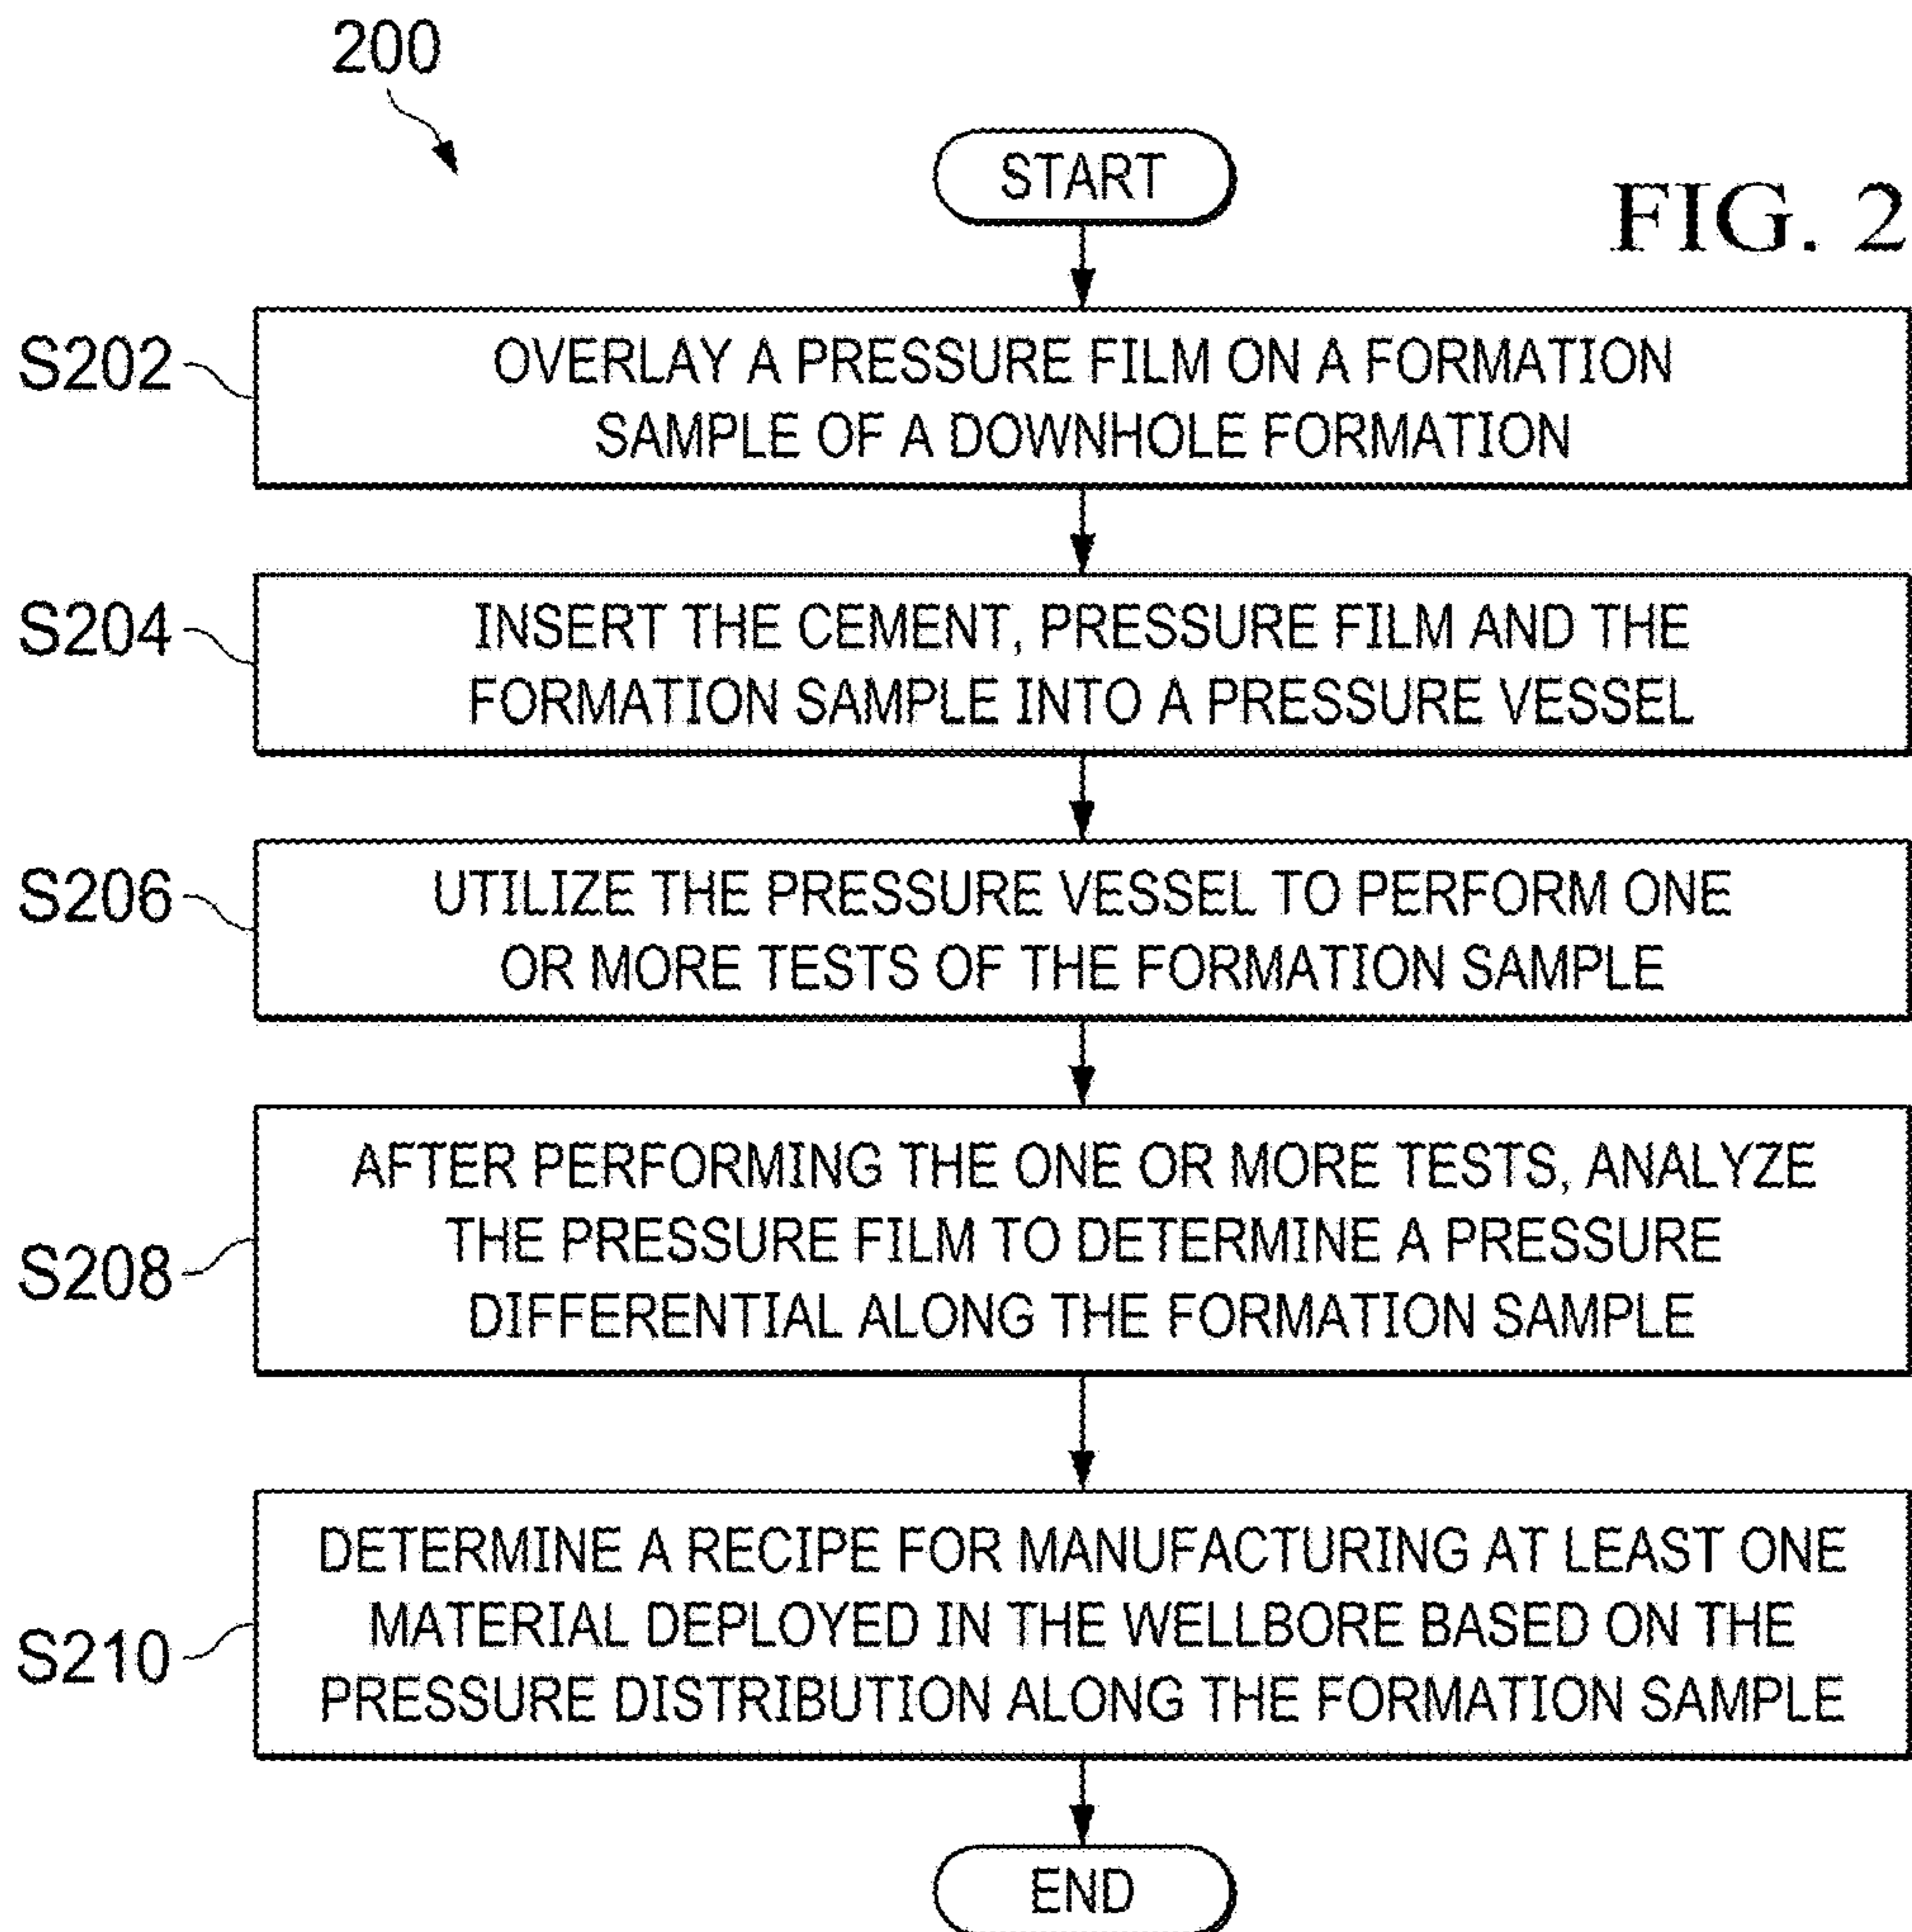 200
START
FIG. 2
S202
OVERLAY A PRESSURE FILM ON A FORMATION
SAMPLE OF A DOWNHOLE FORMATION
S204
INSERT THE CEMENT, PRESSURE FILM AND THE
FORMATION SAMPLE INTO A PRESSURE VESSEL
S206
UTILIZE THE PRESSURE VESSEL TO PERFORM ONE
OR MORE TESTS OF THE FORMATION SAMPLE
S208
AFTER PERFORMING THE ONE OR MORE TESTS, ANALYZE
THE PRESSURE FILM TO DETERMINE A PRESSURE
DIFFERENTIAL ALONG THE FORMATION SAMPLE
S210
DETERMINE A RECIPE FOR MANUFACTURING AT LEAST ONE
MATERIAL DEPLOYED IN THE WELLBORE BASED ON THE
PRESSURE DISTRIBUTION ALONG THE FORMATION SAMPLE
END